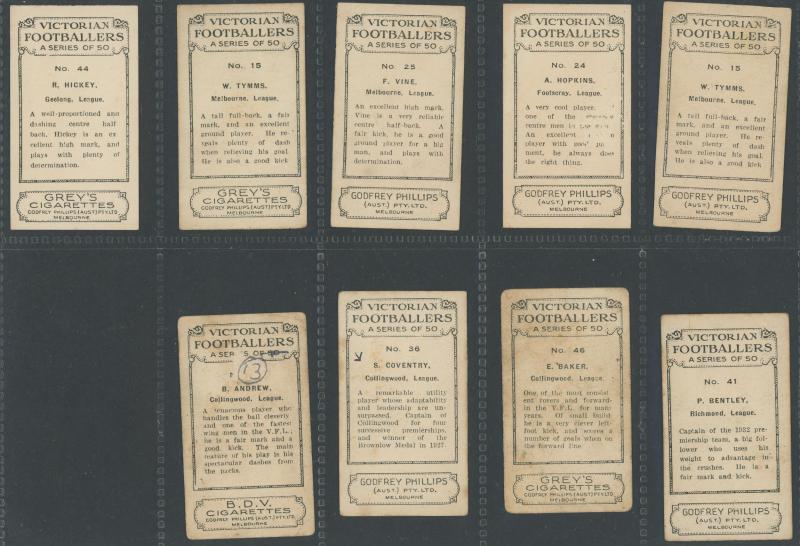 VICTORIAN
FOOTBALLERS
A SERIES OF 50
No. 44
R. HICKEY,
Geelong, League.
A well-proportioned and
dashing centre half
back. Hickey is an ex
cellent high mark, and
plays with plenty of
determination.
GREY'S
CIGARETTES
GODFREY PHILLIPS (AUST) PTY. LTD.
MELBOURNE
VICTORIAN
FOOTBALLERS
A SERIES OF 50
No. 15
W. TYMMS,
Melbourne, League.
A tall full-back, a fair
mark, and an excellent
ground player. He re
veals plenty of dash
when relieving his goal.
He is also a good kick
GREY'S
CIGARETTES
GODFREY PHILLIPS (AUST) PTY. LTD.
MELBOURNE
VICTORIAN
FOOTBALLERS
A SERIES OF 50
No. 25
F. VINE,
Melbourne, League.
An excellent high mark.
Vine is a very reliable
centre half-back. A
fair kick, he is a good
ground player for a big
man, and plays with
determination.
GODFREY PHILLIPS
(AUST.) PTY. LTD.
MELBOURNE
VICTORIAN
FOOTBALLERS
A SERIES OF 50
No. 24
A. HOPKINS,
Footscray, League.
A very cool player.
one of the
centre men in
An excellent
player with
ment, he always does
the right thing.
GODFREY PHILLIPS
(AUST.) PTY. LTD.
MELBOURNE
VICTORIAN
FOOTBALLERS
A SERIES OF 50
No. 15
W. TYMMS,
Melbourne, League.
A tall full-back, a fair
mark, and an excellent
ground player. He re
veals plenty of dash
when relieving his goal.
He is also a good kick
GODFREY PHILLIPS
(AUST.) PTY. LTD.
MELBOURNE
VICTORIAN
FOOTBALLERS
A SERIES OF 50
13
B. ANDREW,
Collingwood, League.
A tenacious player who
handles the ball cleverly
and one of the fastest
wing men in the V.F.L.;
he is a fair mark and a
good kick. The main
feature of his play is his
spectacular dashes from
the packs.
B.D.V.
CIGARETTES
GODFREY PHILLIPS (AUST) PTY. LTD.
MELBOURNE
VICTORIAN
FOOTBALLERS
A SERIES OF 50
No. 36
S. COVENTRY,
Collingwood, League.
A remarkable utility
player whose adaptability
and leadership are un-
surpassed. Captain of
Collingwood for four
successive premierships,
and winner of the
Brownlow Medal in 1927.
GODFREY PHILLIPS
(AUST.) PTY. LTD.
MELBOURNE
VICTORIAN
FOOTBALLERS
A SERIES OF 50
No. 46
E. BAKER,
Collingwood, League.
One of the most consist
ent rovers and forward-
in the V.F.L. for many
years. Of small build
he is a very clever left-
foot kick, and scores a
number of goals when on
the forward line.
GREY'S
CIGARETTES
GODFREY PHILLIPS (AUST) PTY. LTD.
MELBOURNE
VICTORIAN
FOOTBALLERS
A SERIES OF 50
No. 41
P. BENTLEY,
Richmond, League.
Captain of the 1932 pre-
miership team, a big fol-
lower who uses his
weight to advantage in
the crushes. He is a
fair mark and kick.
GODFREY PHILLIPS
(AUST.) PTY. LTD.
MELBOURNE